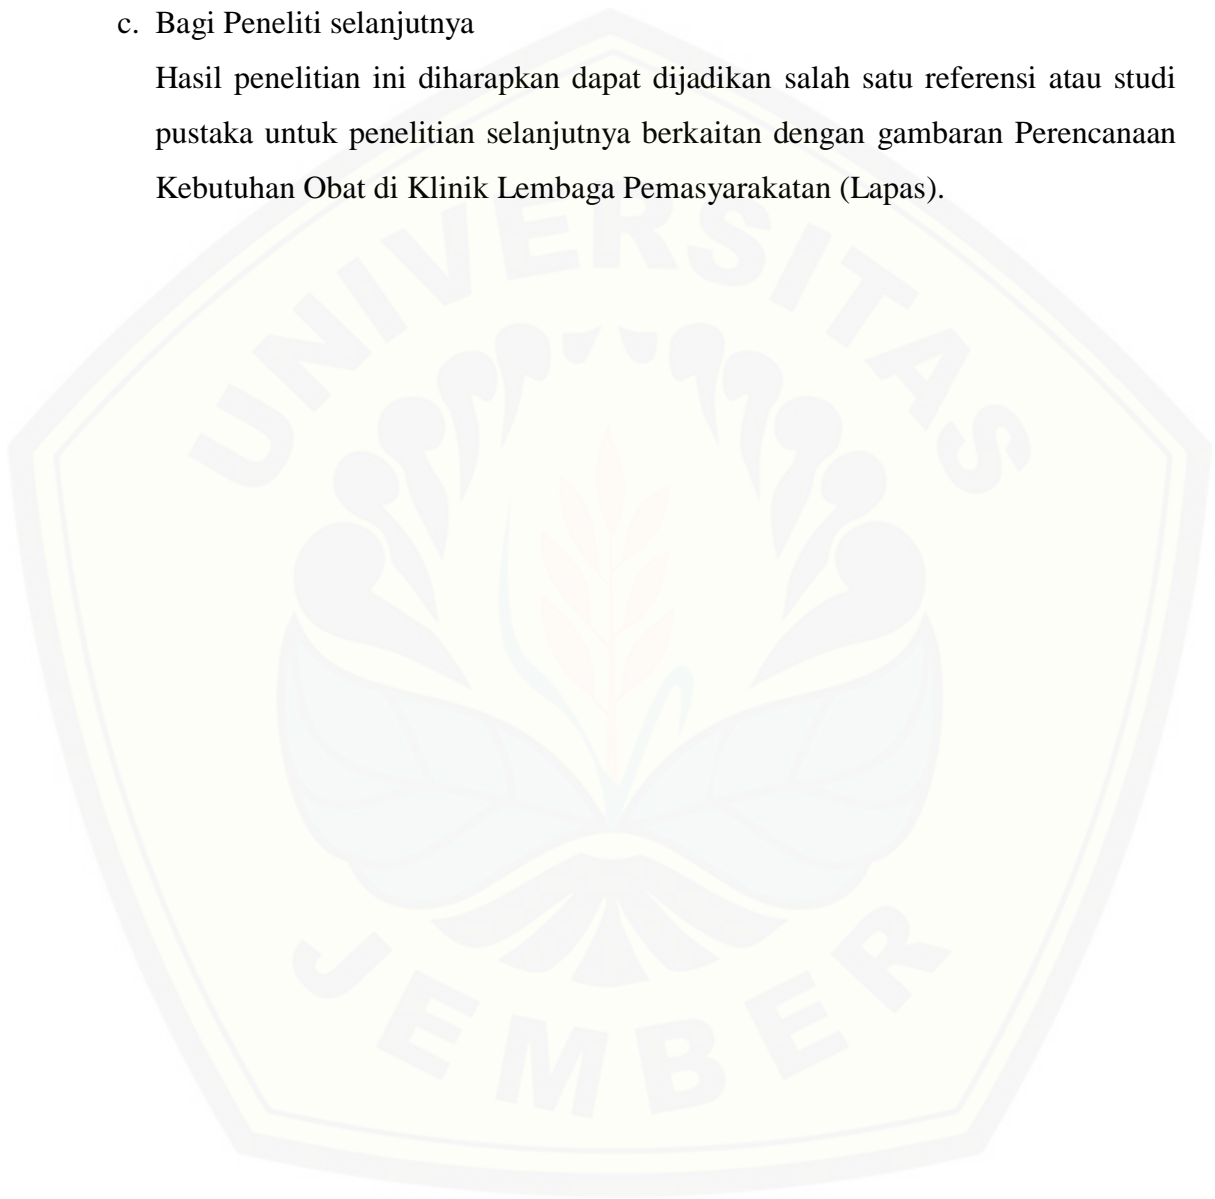 c. Bagi Peneliti selanjutnya
Hasil penelitian ini diharapkan dapat dijadikan salah satu referensi atau studi
pustaka untuk penelitian selanjutnya berkaitan dengan gambaran Perencanaan
Kebutuhan Obat di Klinik Lembaga Pemasyarakatan (Lapas).
UNIVERSITAS
JEMBER